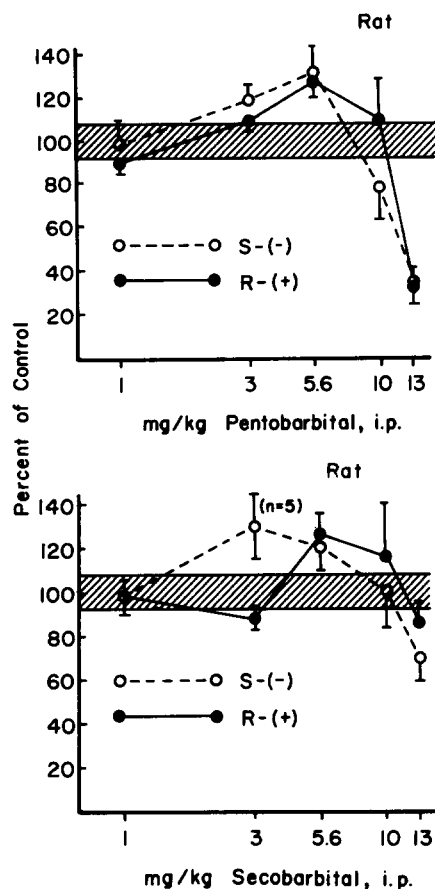 Rat
140
120
100
80
60
40
20
S-(-)
R-(+)
1 3 5.6 10 13
mg/kg Pentobarbital, i.p.
Percent of Control
Rat
140
120
100
80
60
40
20
(n=5)
S-(-)
R-(+)
1 3 5.6 10 13
mg/kg Secobarbital, i.p.